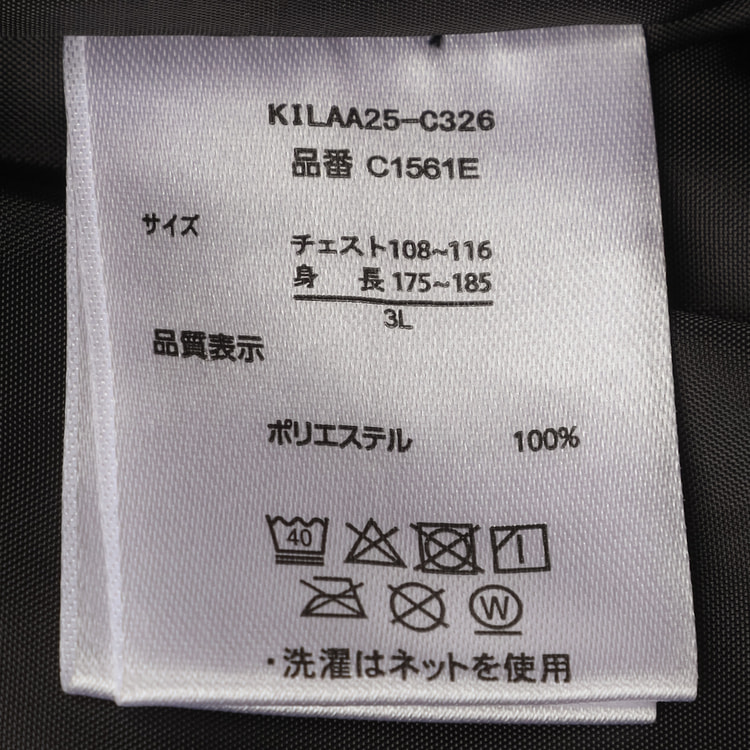 KILAA25-C326
品番 C1561E
サイズ
チェスト108~116
身 長 175~185
3L
品質表示
ポリエステル 100%
40
W
・洗濯はネットを使用